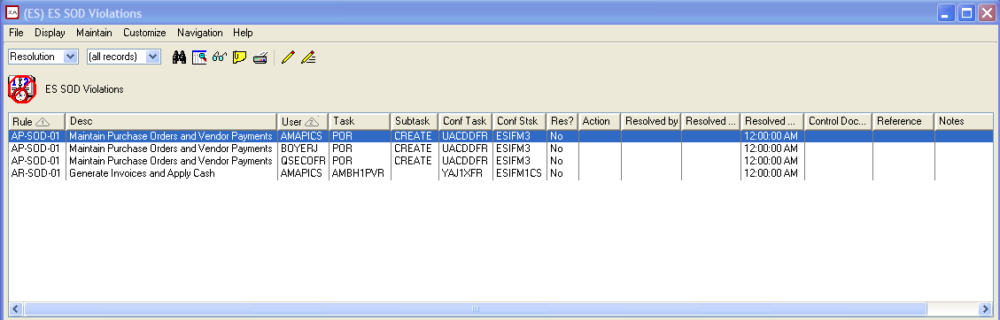 XA (ES) ES SOD Violations
File Display Maintain Customize Navigation Help
Resolution (all records)
ES SOD Violations
Rule Desc User Task Subtask Conf Task Conf Stsk Res? Action Resolved by Resolved ... Resolved ... Control Doc... Reference Notes
AP-SOD-01 Maintain Purchase Orders and Vendor Payments AMAPICS POR CREATE UACDDFR ESIFM3 No 12:00:00 AM
AP-SOD-01 Maintain Purchase Orders and Vendor Payments BOYERJ POR CREATE UACDDFR ESIFM3 No 12:00:00 AM
AP-SOD-01 Maintain Purchase Orders and Vendor Payments QSECOFR POR CREATE UACDDFR ESIFM3 No 12:00:00 AM
AR-SOD-01 Generate Invoices and Apply Cash AMAPICS AMBH1PVR YAJ1XFR ESIFM1CS No 12:00:00 AM